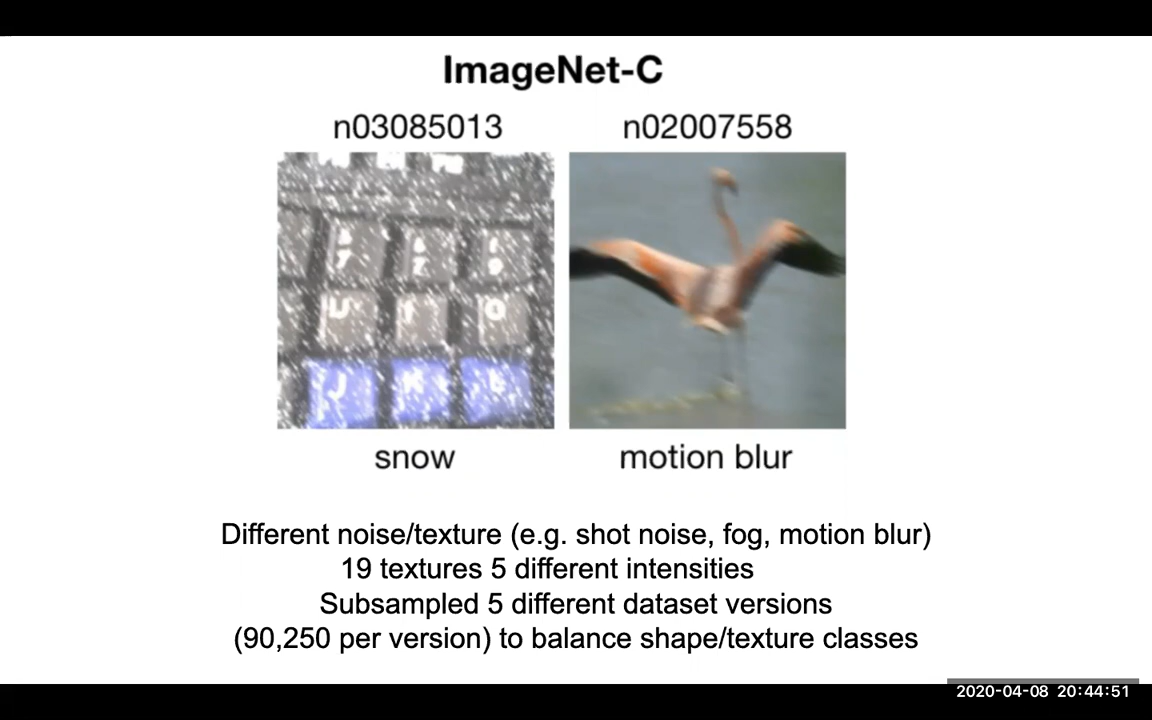 ImageNet-C
n03085013 n02007558
U I O
J K L
snow motion blur
Different noise/texture (e.g. shot noise, fog, motion blur)
19 textures 5 different intensities
Subsampled 5 different dataset versions
(90,250 per version) to balance shape/texture classes
2020-04-08 20:44:51